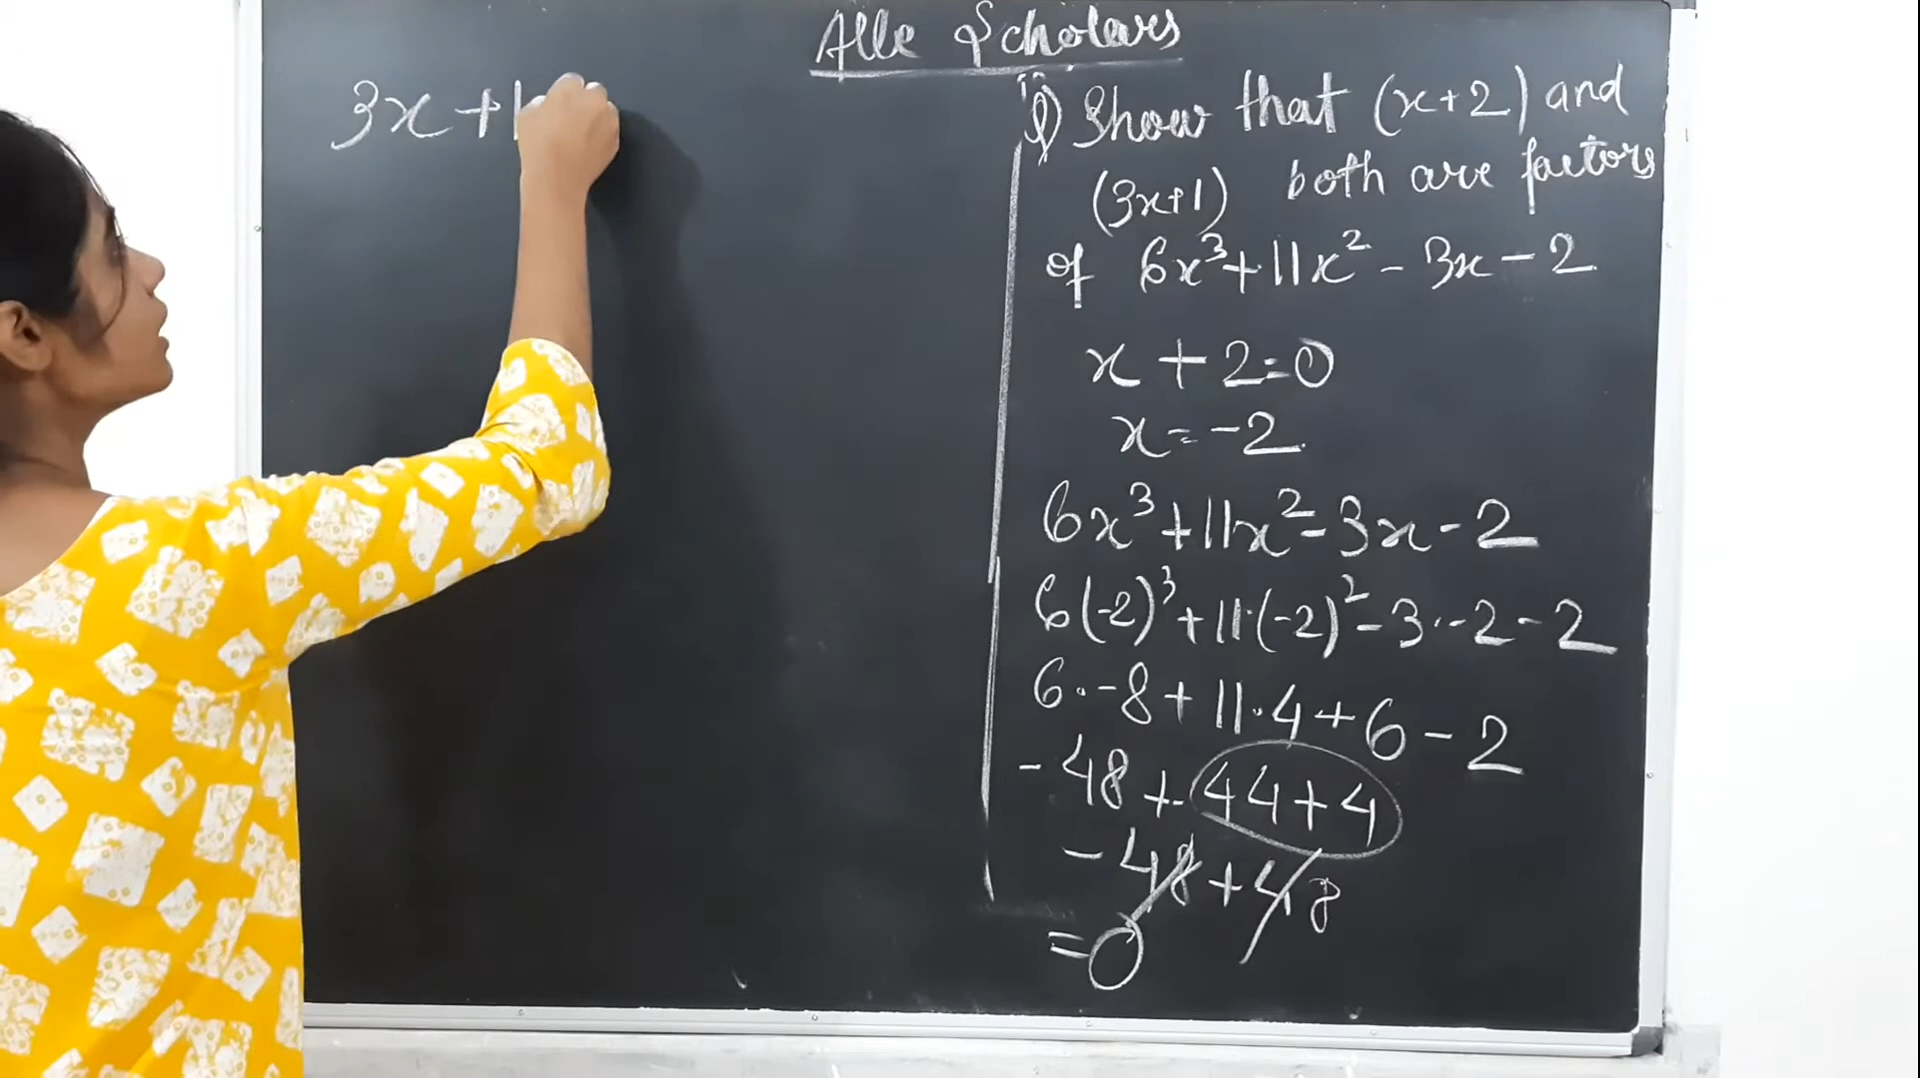 Alle Scholars
3x+1
ii) Show that (x+2) and
(3x+1) both are factors
of 6x³+11x²-3x-2
x+2=0
x=-2
6x³+11x²-3x-2
6(-2)³+11·(-2)²-3·-2-2
6·-8+11·4+6-2
-48+44+4
-48+48
=0